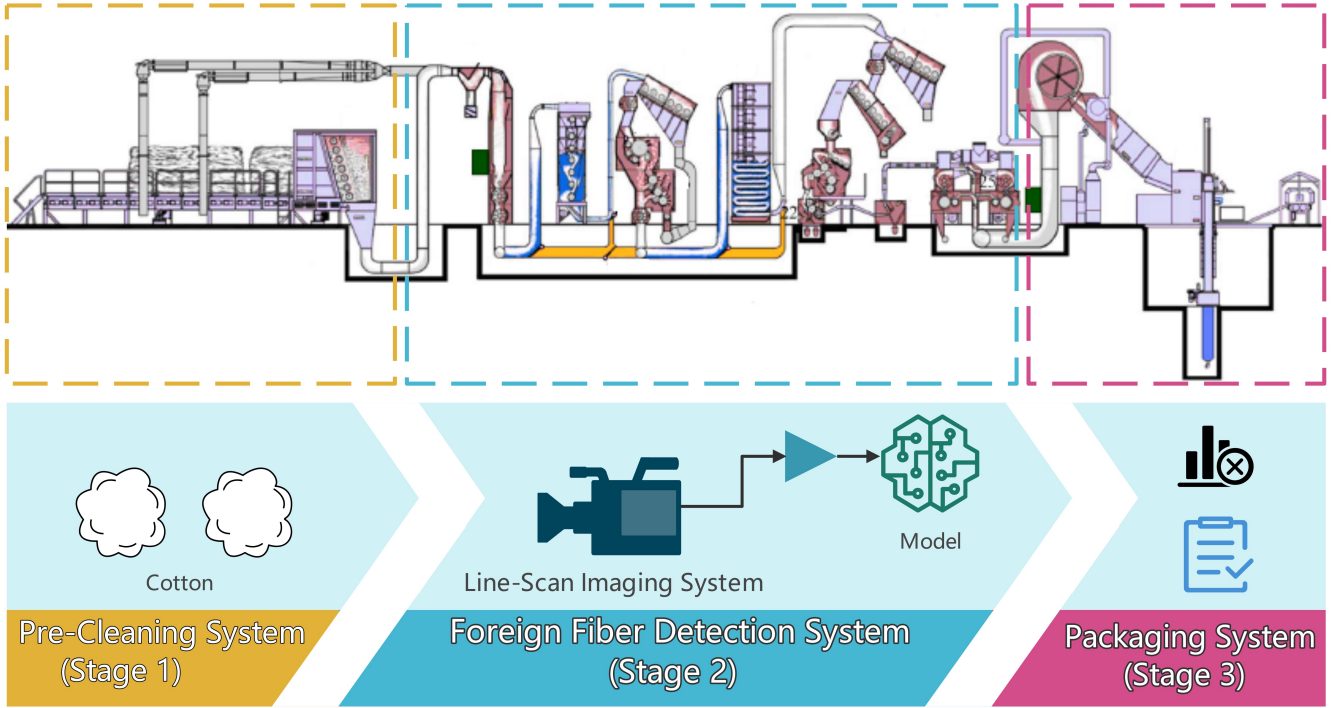 22
Cotton
Line-Scan Imaging System
Model
Pre-Cleaning System
(Stage 1)
Foreign Fiber Detection System
(Stage 2)
Packaging System
(Stage 3)